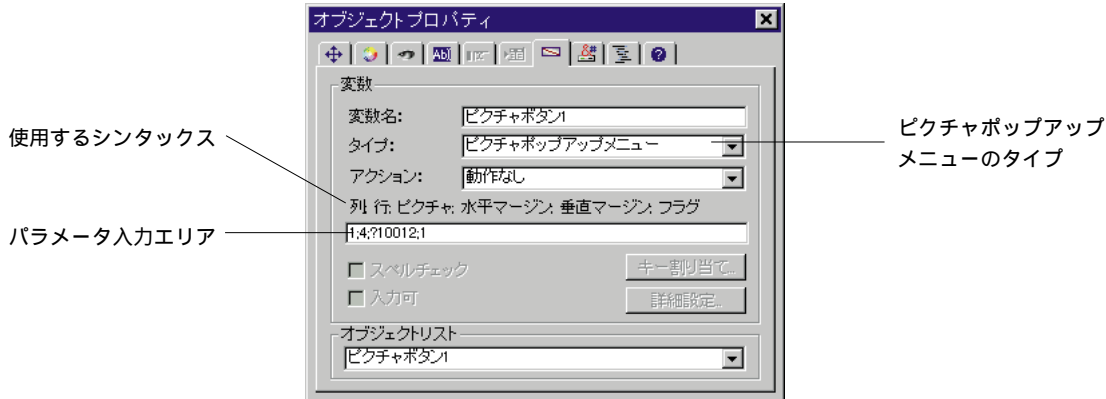 オブジェクトプロパティ
Ab
変数
変数名:
ピクチャボタン1
使用するシンタックス
タイプ:
ピクチャポップアップメニュー
ピクチャポップアップ
メニューのタイプ
アクション:
動作なし
列; 行; ピクチャ; 水平マージン; 垂直マージン; フラグ
パラメータ入力エリア
1;4;?10012;1
スペルチェック
キー割り当て...
入力可
詳細設定...
オブジェクトリスト
ピクチャボタン1